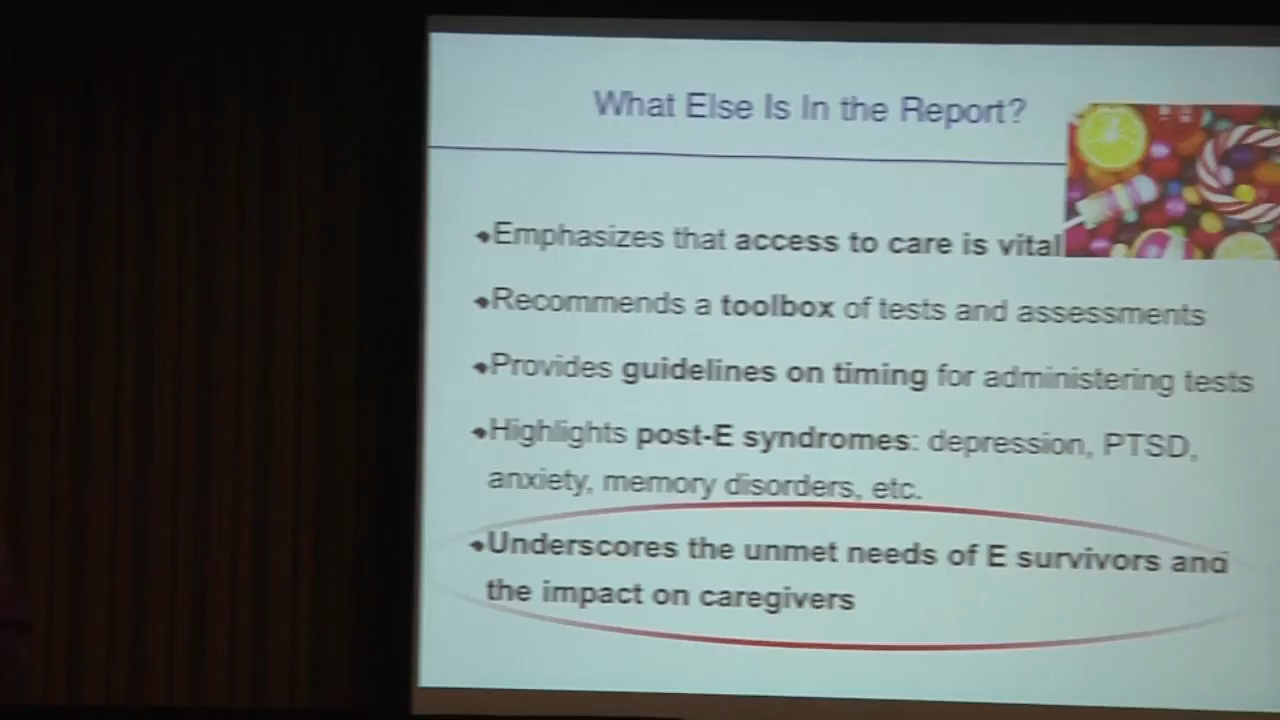 What Else Is In the Report?
Emphasizes that access to care is vital
Recommends a toolbox of tests and assessments
Provides guidelines on timing for administering tests
Highlights post-E syndromes: depression, PTSD,
anxiety, memory disorders, etc.
Underscores the unmet needs of E survivors and
the impact on caregivers